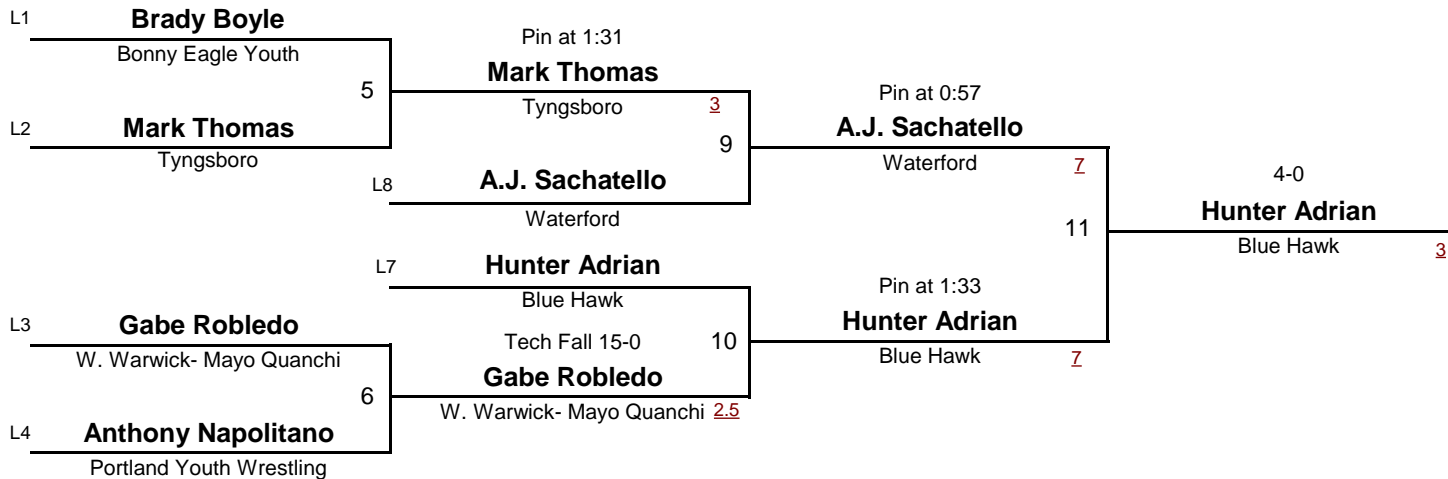 L1
Brady Boyle
Bonny Eagle Youth
5
L2
Mark Thomas
Tyngsboro
Pin at 1:31
Mark Thomas
Tyngsboro 3
9
L8
A.J. Sachatello
Waterford
Pin at 0:57
A.J. Sachatello
Waterford 7
11
4-0
Hunter Adrian
Blue Hawk 3
L7
Hunter Adrian
Blue Hawk
10
Pin at 1:33
Hunter Adrian
Blue Hawk 7
L3
Gabe Robledo
W. Warwick- Mayo Quanchi
6
Tech Fall 15-0
Gabe Robledo
W. Warwick- Mayo Quanchi 2.5
L4
Anthony Napolitano
Portland Youth Wrestling